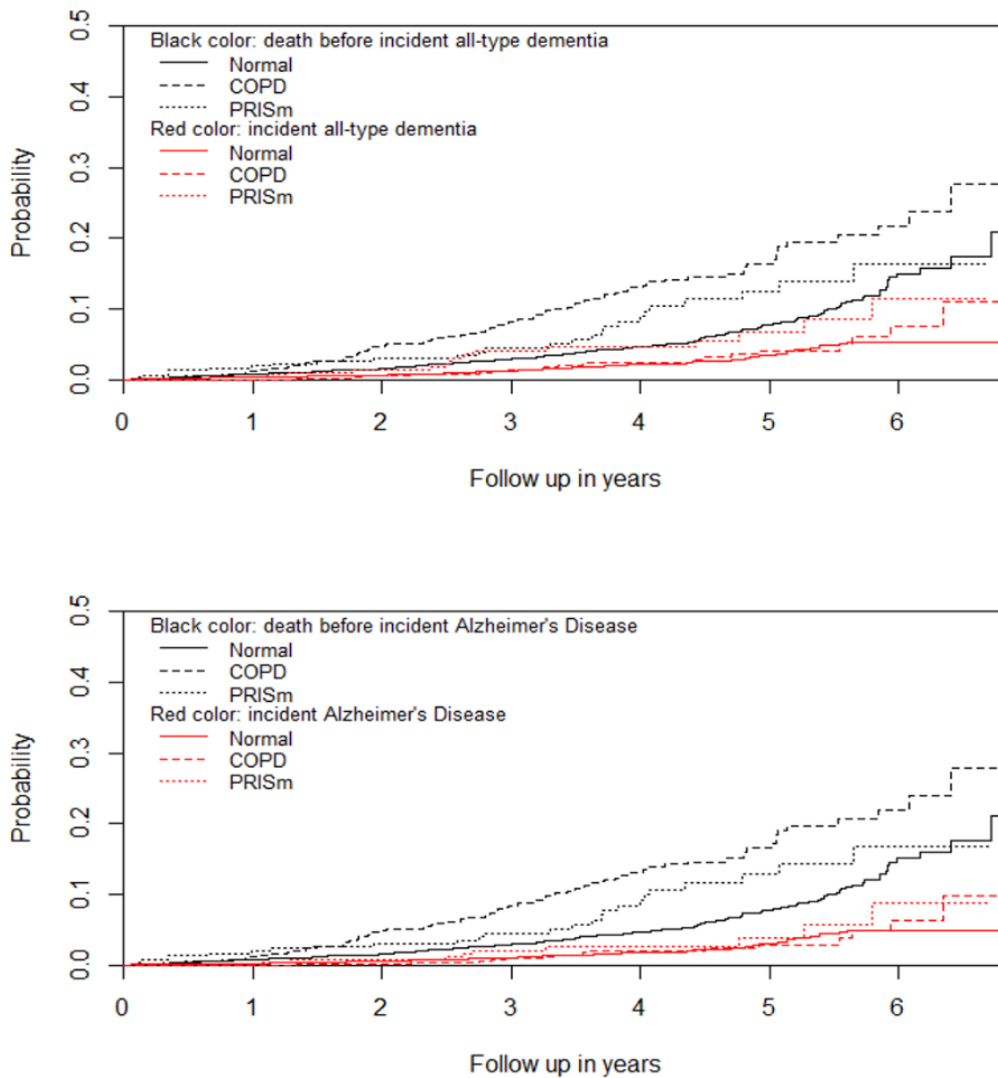 0.5
Black color: death before incident all-type dementia
Normal
0.4
COPD
PRISm
Red color: incident all-type dementia
Normal
0.3
COPD
PRISm
Probability
0.2
0.1
0.0
0 1 2 3 4 5 6
Follow up in years
0.5
Black color: death before incident Alzheimer's Disease
Normal
0.4
COPD
PRISm
Red color: incident Alzheimer's Disease
Normal
0.3
COPD
PRISm
Probability
0.2
0.1
0.0
0 1 2 3 4 5 6
Follow up in years